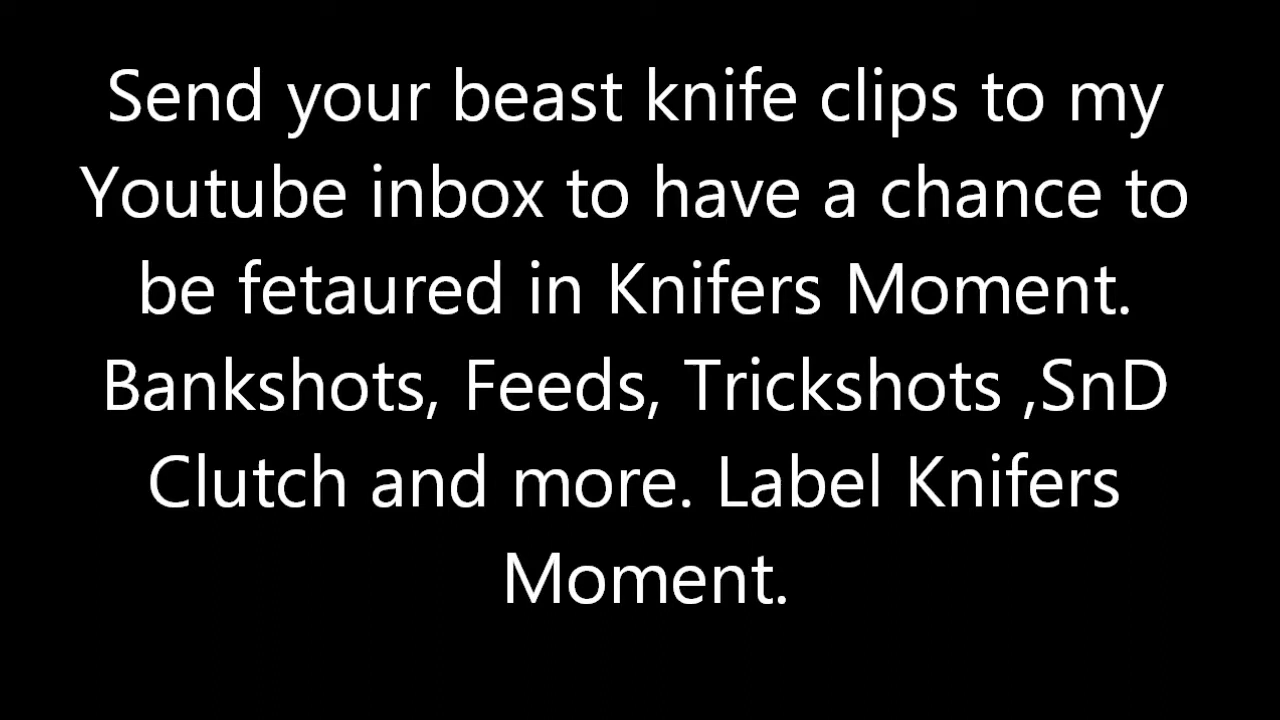 Send your beast knife clips to my
Youtube inbox to have a chance to
be fetaured in Knifers Moment.
Bankshots, Feeds, Trickshots ,SnD
Clutch and more. Label Knifers
Moment.